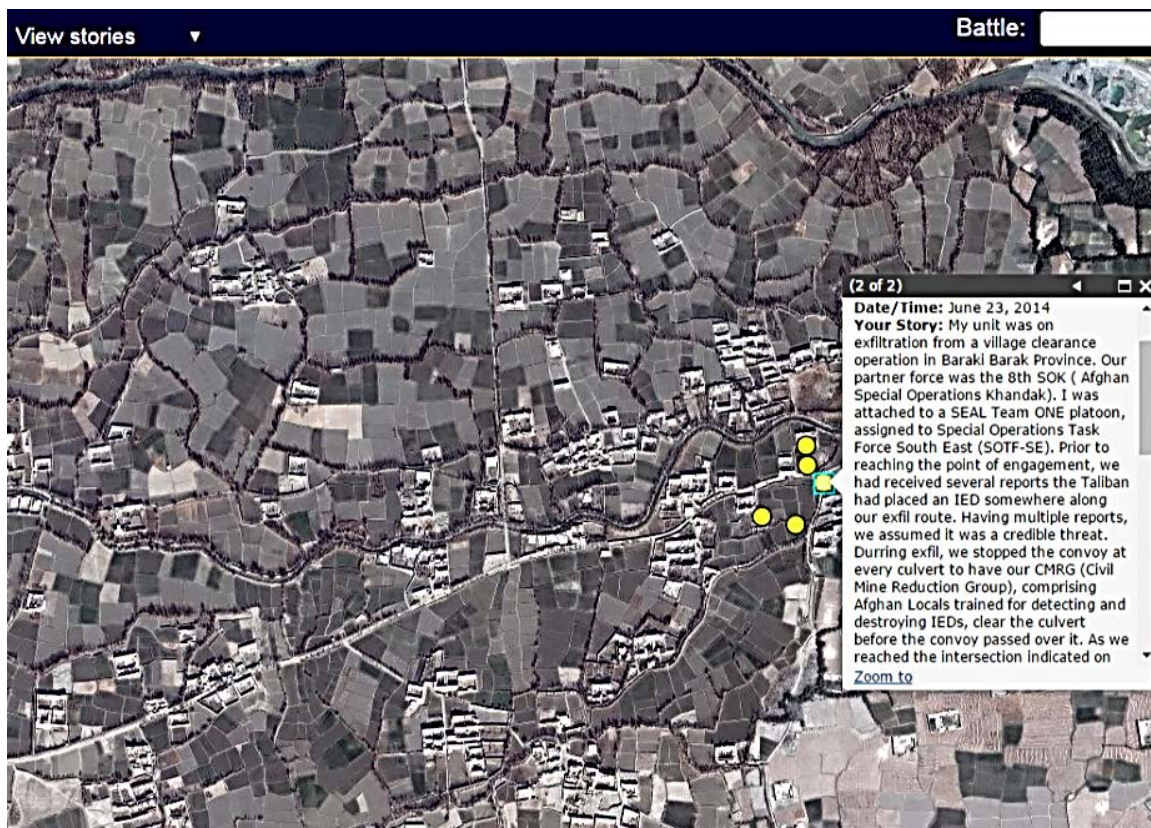 View stories ▼
Battle:
(2 of 2)
Date/Time: June 23, 2014
Your Story: My unit was on
exfiltration from a village clearance
operation in Baraki Barak Province. Our
partner force was the 8th SOK ( Afghan
Special Operations Khandak). I was
attached to a SEAL Team ONE platoon,
assigned to Special Operations Task
Force South East (SOTF-SE). Prior to
reaching the point of engagement, we
had received several reports the Taliban
had placed an IED somewhere along
our exfil route. Having multiple reports,
we assumed it was a credible threat.
Durring exfil, we stopped the convoy at
every culvert to have our CMRG (Civil
Mine Reduction Group), comprising
Afghan Locals trained for detecting and
destroying IEDs, clear the culvert
before the convoy passed over it. As we
reached the intersection indicated on
Zoom to